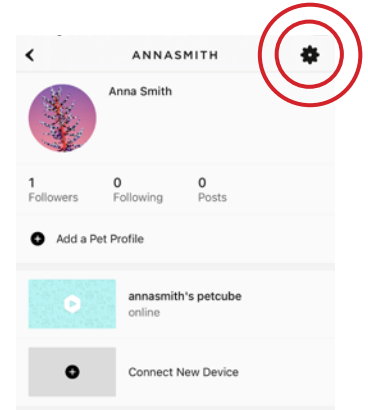 ANNASMITH
Anna Smith
1 0 0
Followers Following Posts
Add a Pet Profile
annasmith's petcube
online
Connect New Device